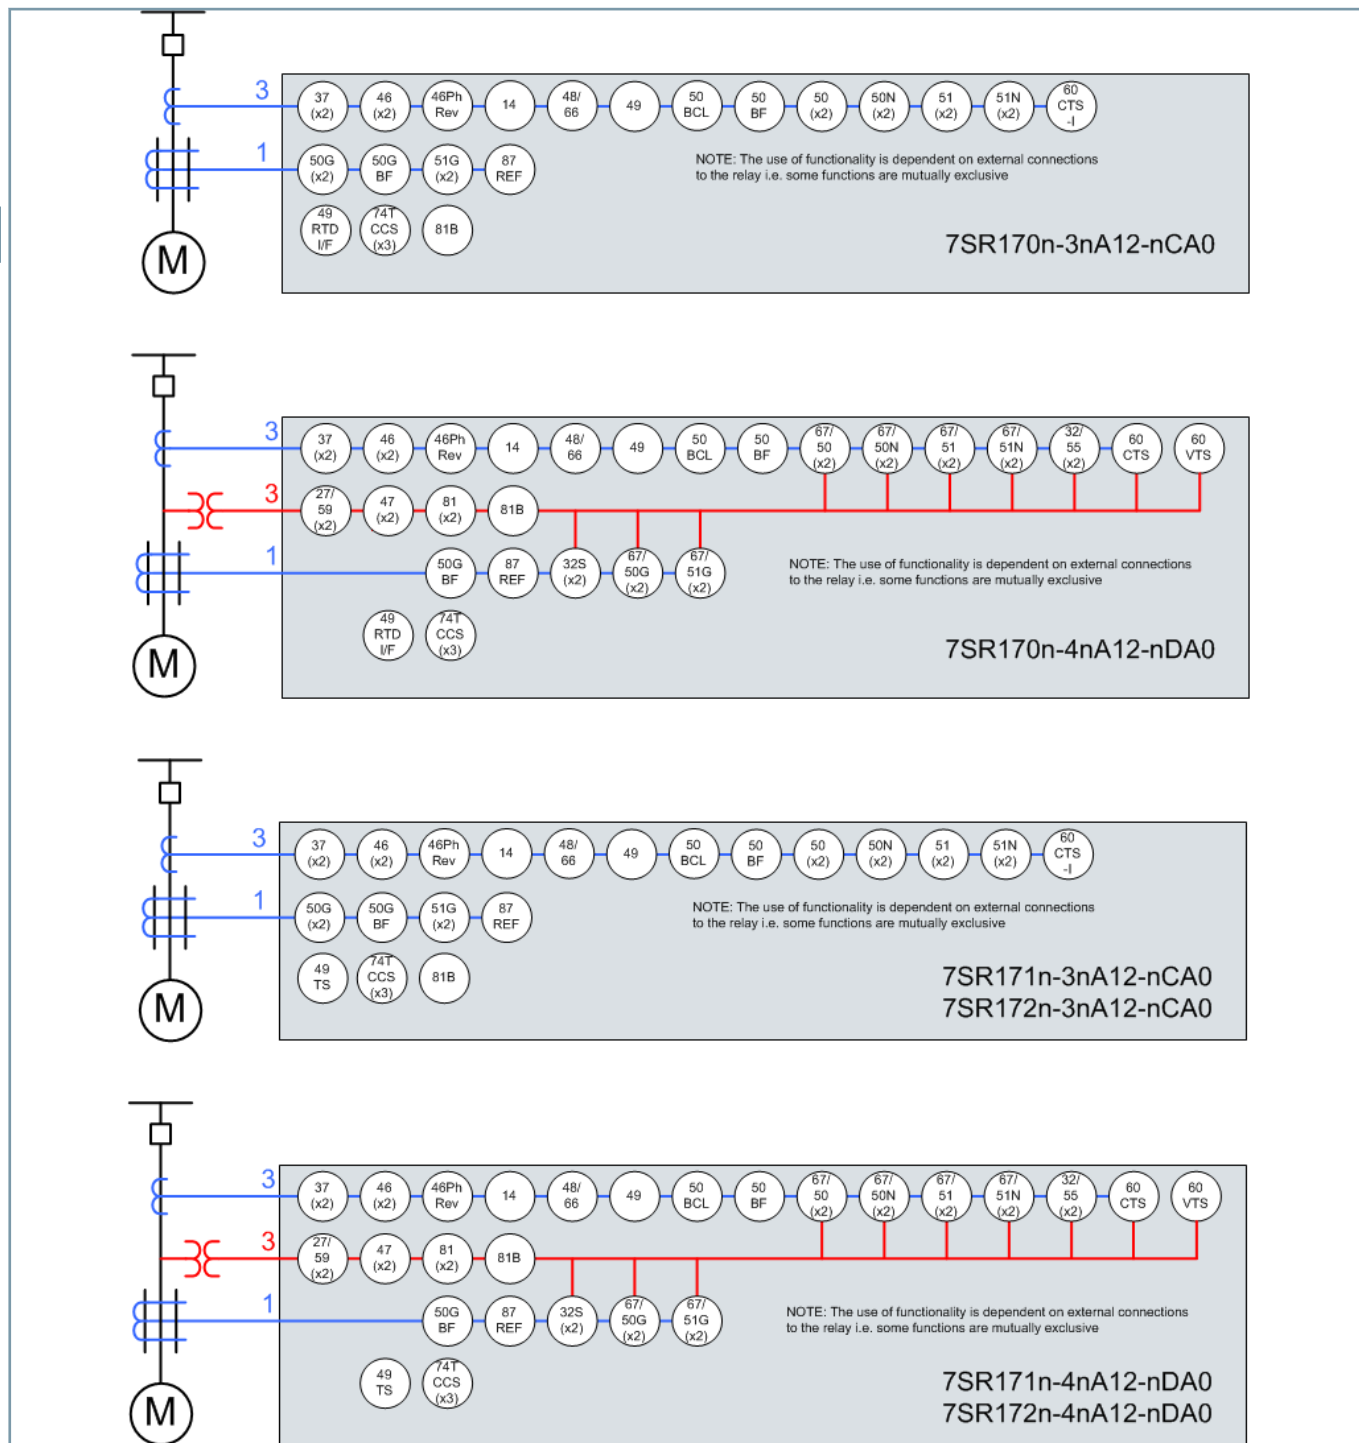 3
37 (x2) 46 (x2) 46Ph Rev 14 48/ 66 49 50 BCL 50 BF 50 (x2) 50N (x2) 51 (x2) 51N (x2) 60 CTS -I
1
50G (x2) 50G BF 51G (x2) 87 REF
NOTE: The use of functionality is dependent on external connections
to the relay i.e. some functions are mutually exclusive
49 RTD I/F 74T CCS (x3) 81B
7SR170n-3nA12-nCA0
M
3
37 (x2) 46 (x2) 46Ph Rev 14 48/ 66 49 50 BCL 50 BF 67/ 50 (x2) 67/ 50N (x2) 67/ 51 (x2) 67/ 51N (x2) 32/ 55 (x2) 60 CTS 60 VTS
3
27/ 59 (x2) 47 (x2) 81 (x2) 81B
1
50G BF 87 REF 32S (x2) 67/ 50G (x2) 67/ 51G (x2)
NOTE: The use of functionality is dependent on external connections
to the relay i.e. some functions are mutually exclusive
49 RTD I/F 74T CCS (x3)
7SR170n-4nA12-nDA0
M
3
37 (x2) 46 (x2) 46Ph Rev 14 48/ 66 49 50 BCL 50 BF 50 (x2) 50N (x2) 51 (x2) 51N (x2) 60 CTS -I
1
50G (x2) 50G BF 51G (x2) 87 REF
NOTE: The use of functionality is dependent on external connections
to the relay i.e. some functions are mutually exclusive
49 TS 74T CCS (x3) 81B
7SR171n-3nA12-nCA0
7SR172n-3nA12-nCA0
M
3
37 (x2) 46 (x2) 46Ph Rev 14 48/ 66 49 50 BCL 50 BF 67/ 50 (x2) 67/ 50N (x2) 67/ 51 (x2) 67/ 51N (x2) 32/ 55 (x2) 60 CTS 60 VTS
3
27/ 59 (x2) 47 (x2) 81 (x2) 81B
1
50G BF 87 REF 32S (x2) 67/ 50G (x2) 67/ 51G (x2)
NOTE: The use of functionality is dependent on external connections
to the relay i.e. some functions are mutually exclusive
49 TS 74T CCS (x3)
7SR171n-4nA12-nDA0
7SR172n-4nA12-nDA0
M